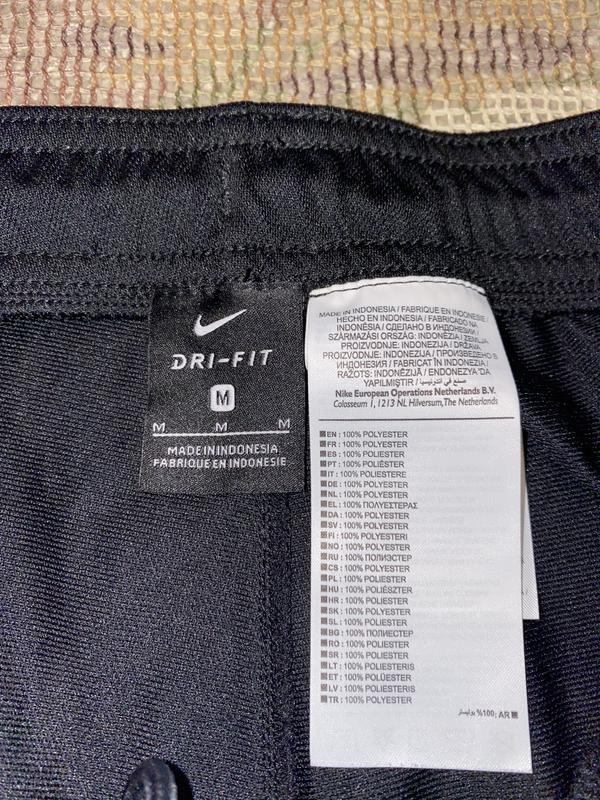 DRI-FIT
M
M M M
MADE IN INDONESIA
FABRIQUE EN INDONESIE
MADE IN INDONESIA / FABRIQUE EN INDONESIE /
HECHO EN INDONESIA / FABRICADO NA
INDONÉSIA / СДЕЛАНО В ИНДОНЕЗИИ /
SZÁRMAZÁSI ORSZÁG: INDONÉZIA / ZEMLJA
PROIZVODNJE: INDONEZIJA / DRŽAVA
PROIZVODNJE: INDONEZIJA / ПРОИЗВЕДЕНО В
ИНДОНЕЗИЯ / FABRICAT ÎN INDONEZIA /
RAŽOTS: INDONĒZIJĀ / ENDONEZYA'DA
YAPILMIŞTIR / صنع في أندونيسيا
Nike European Operations Netherlands B.V.
Colosseum 1, 1213 NL Hilversum, The Netherlands
EN : 100% POLYESTER
FR : 100% POLYESTER
ES : 100% POLIESTER
PT : 100% POLIÉSTER
IT : 100% POLIESTERE
DE : 100% POLYESTER
NL : 100% POLYESTER
EL : 100% ΠΟΛΥΕΣΤΕΡΑΣ
DA : 100% POLYESTER
SV : 100% POLYESTER
FI : 100% POLYESTERI
NO : 100% POLYESTER
RU : 100% ПОЛИЭСТЕР
CS : 100% POLYESTER
PL : 100% POLIESTER
HU : 100% POLIÉSZTER
HR : 100% POLIESTER
SK : 100% POLYESTER
SL : 100% POLIESTER
BG : 100% ПОЛИЕСТЕР
RO : 100% POLIESTER
SR : 100% POLIESTER
LT : 100% POLIESTERIS
ET : 100% POLÜESTER
LV : 100% POLIESTERIS
TR : 100% POLYESTER
AR : %100 بوليستر